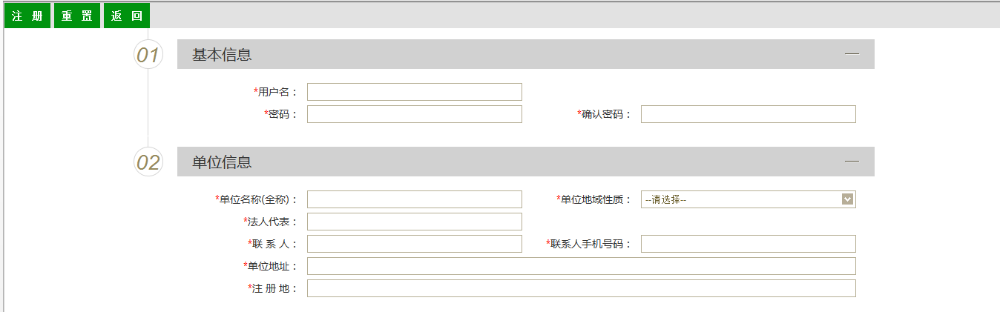 注 册 重 置 返 回
01 基本信息
*用户名：
*密码： *确认密码：
02 单位信息
*单位名称(全称)： *单位地域性质： --请选择--
*法人代表：
*联 系 人： *联系人手机号码：
*单位地址：
*注 册 地：